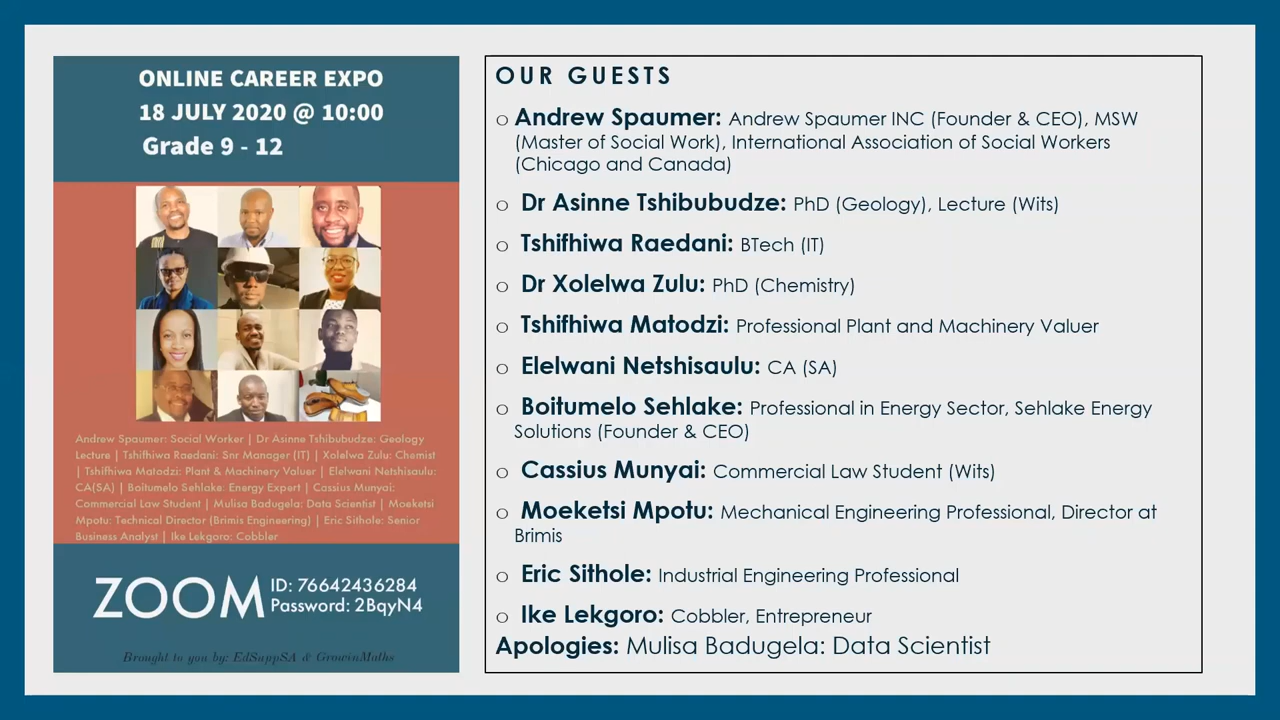 ONLINE CAREER EXPO
18 JULY 2020 @ 10:00
Grade 9 - 12
Andrew Spaumer: Social Worker | Dr Asinne Tshibubudze: Geology
Lecture | Tshifhiwa Raedani: Snr Manager (IT) | Xolelwa Zulu: Chemist
| Tshifhiwa Matodzi: Plant & Machinery Valuer | Elelwani Netshisaulu:
CA(SA) | Boitumelo Sehlake: Energy Expert | Cassius Munyai:
Commercial Law Student | Mulisa Badugela: Data Scientist | Moeketsi
Mpotu: Technical Director (Brimis Engineering) | Eric Sithole: Senior
Business Analyst | Ike Lekgoro: Cobbler
ZOOM
ID: 76642436284
Password: 2BqyN4
Brought to you by: EdSuppSA & GrowinMaths
OUR GUESTS
○ Andrew Spaumer: Andrew Spaumer INC (Founder & CEO), MSW
(Master of Social Work), International Association of Social Workers
(Chicago and Canada)
○ Dr Asinne Tshibubudze: PhD (Geology), Lecture (Wits)
○ Tshifhiwa Raedani: BTech (IT)
○ Dr Xolelwa Zulu: PhD (Chemistry)
○ Tshifhiwa Matodzi: Professional Plant and Machinery Valuer
○ Elelwani Netshisaulu: CA (SA)
○ Boitumelo Sehlake: Professional in Energy Sector, Sehlake Energy
Solutions (Founder & CEO)
○ Cassius Munyai: Commercial Law Student (Wits)
○ Moeketsi Mpotu: Mechanical Engineering Professional, Director at
Brimis
○ Eric Sithole: Industrial Engineering Professional
○ Ike Lekgoro: Cobbler, Entrepreneur
Apologies: Mulisa Badugela: Data Scientist